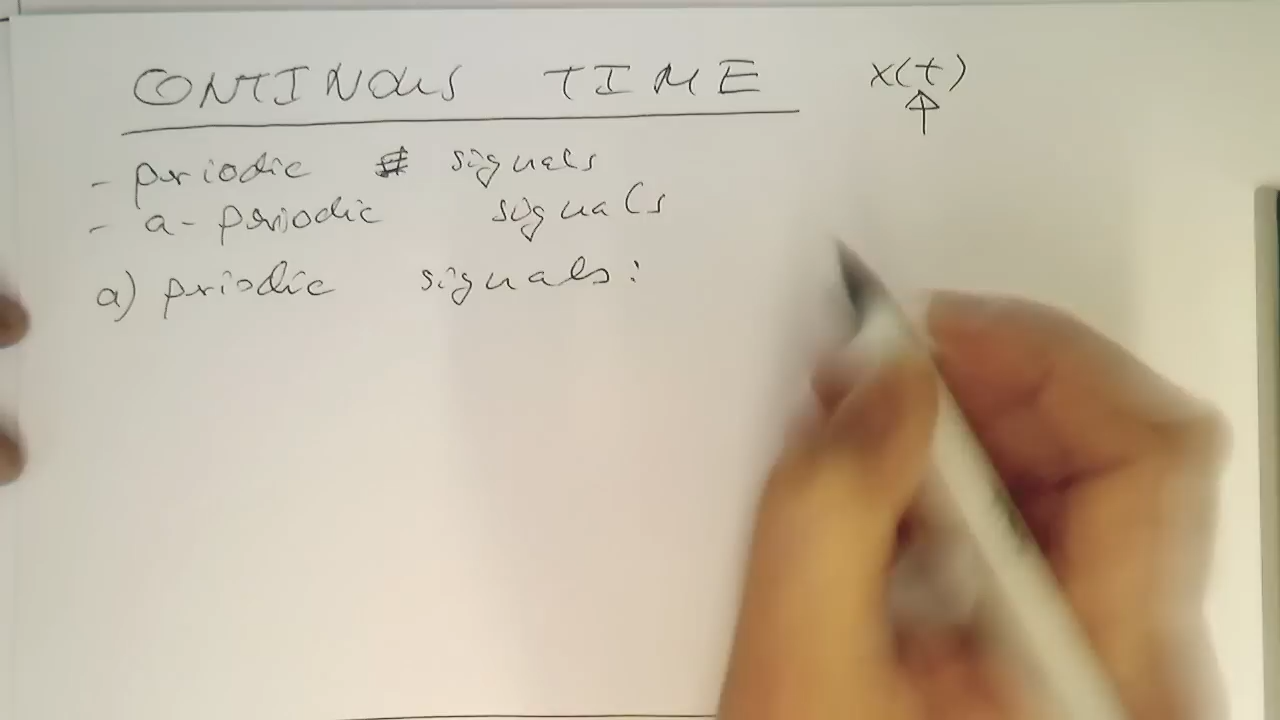 CONTINOUS TIME x(t)
- periodic signals
- a-periodic signals
a) periodic signals: